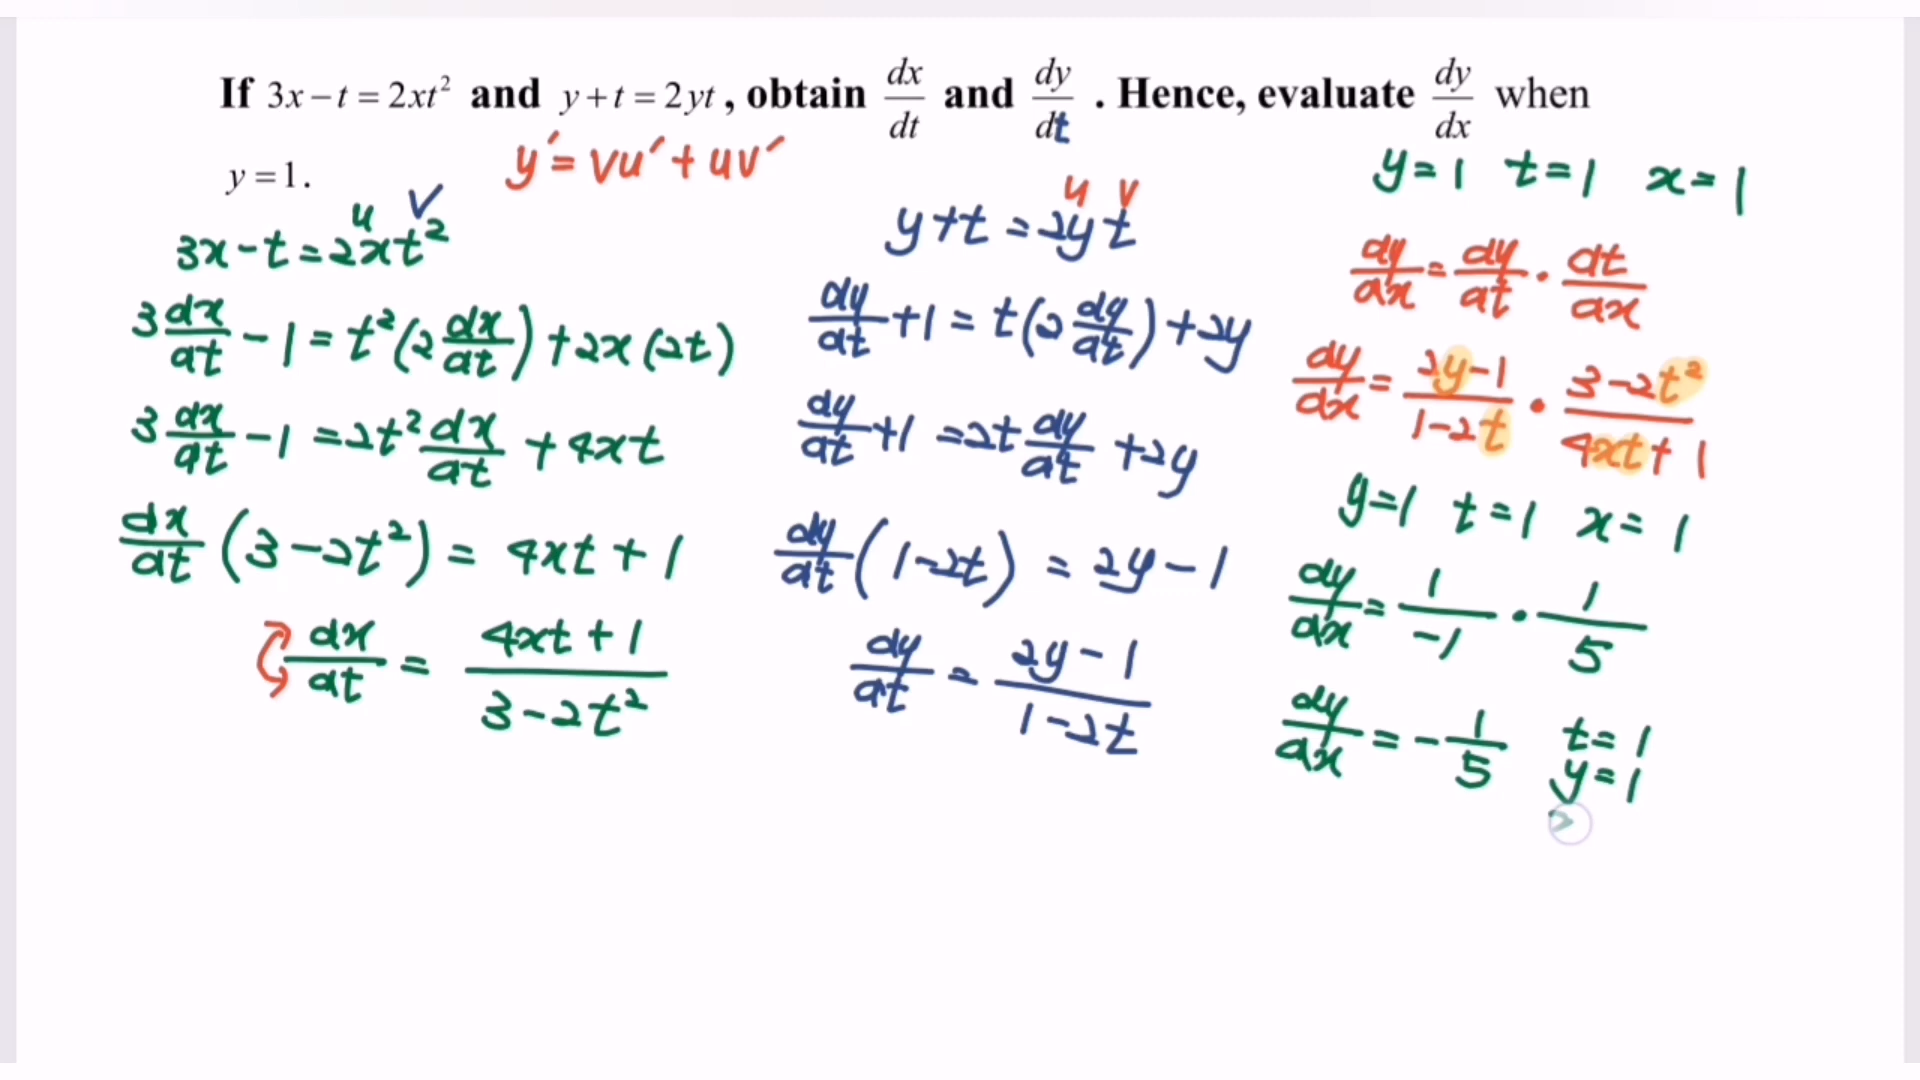 If 3x − t = 2xt² and y + t = 2yt, obtain dx/dt and dy/dt. Hence, evaluate dy/dx when
y = 1.
y' = vu' + uv'
u v
3x − t = 2xt²
3 dx/dt − 1 = t²(2 dx/dt) + 2x(2t)
3 dx/dt − 1 = 2t² dx/dt + 4xt
dx/dt (3 − 2t²) = 4xt + 1
dx/dt = (4xt + 1)/(3 − 2t²)
u v
y + t = 2yt
dy/dt + 1 = t(2 dy/dt) + 2y
dy/dt + 1 = 2t dy/dt + 2y
dy/dt (1 − 2t) = 2y − 1
dy/dt = (2y − 1)/(1 − 2t)
y = 1 t = 1 x = 1
dy/dx = dy/dt · dt/dx
dy/dx = (2y − 1)/(1 − 2t) · (3 − 2t²)/(4xt + 1)
y = 1 t = 1 x = 1
dy/dx = 1/−1 · 1/5
dy/dx = − 1/5 t = 1
y = 1